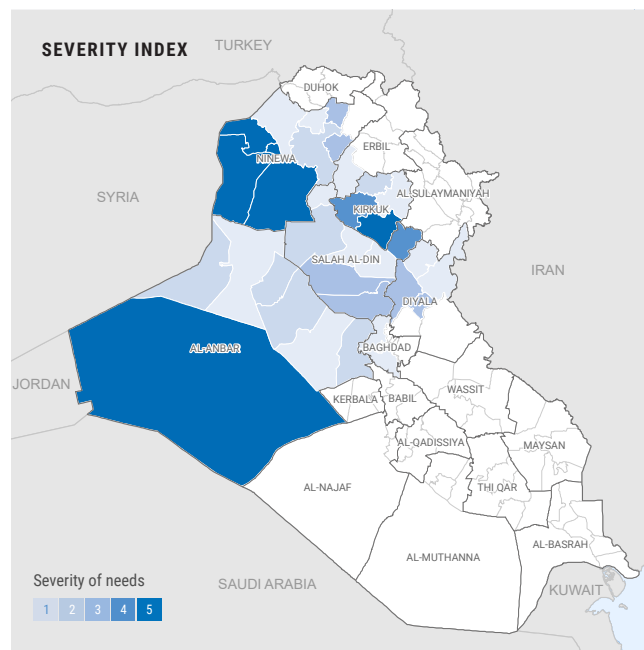 SEVERITY INDEX
TURKEY
DUHOK
NINEWA
ERBIL
SYRIA
AL-SULAYMANIYAH
KIRKUK
SALAH AL-DIN
IRAN
DIYALA
AL-ANBAR
BAGHDAD
JORDAN
KERBALA
BABIL
WASSIT
AL-QADISSIYA
MAYSAN
AL-NAJAF
THI QAR
AL-BASRAH
AL-MUTHANNA
SAUDI ARABIA
KUWAIT
Severity of needs
1 2 3 4 5